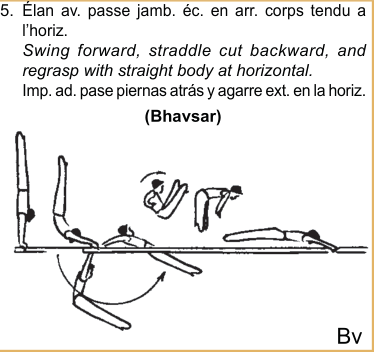 5. Élan av. passe jamb. éc. en arr. corps tendu a
l'horiz.
Swing forward, straddle cut backward, and
regrasp with straight body at horizontal.
Imp. ad. pase piernas atrás y agarre ext. en la horiz.
(Bhavsar)
Bv